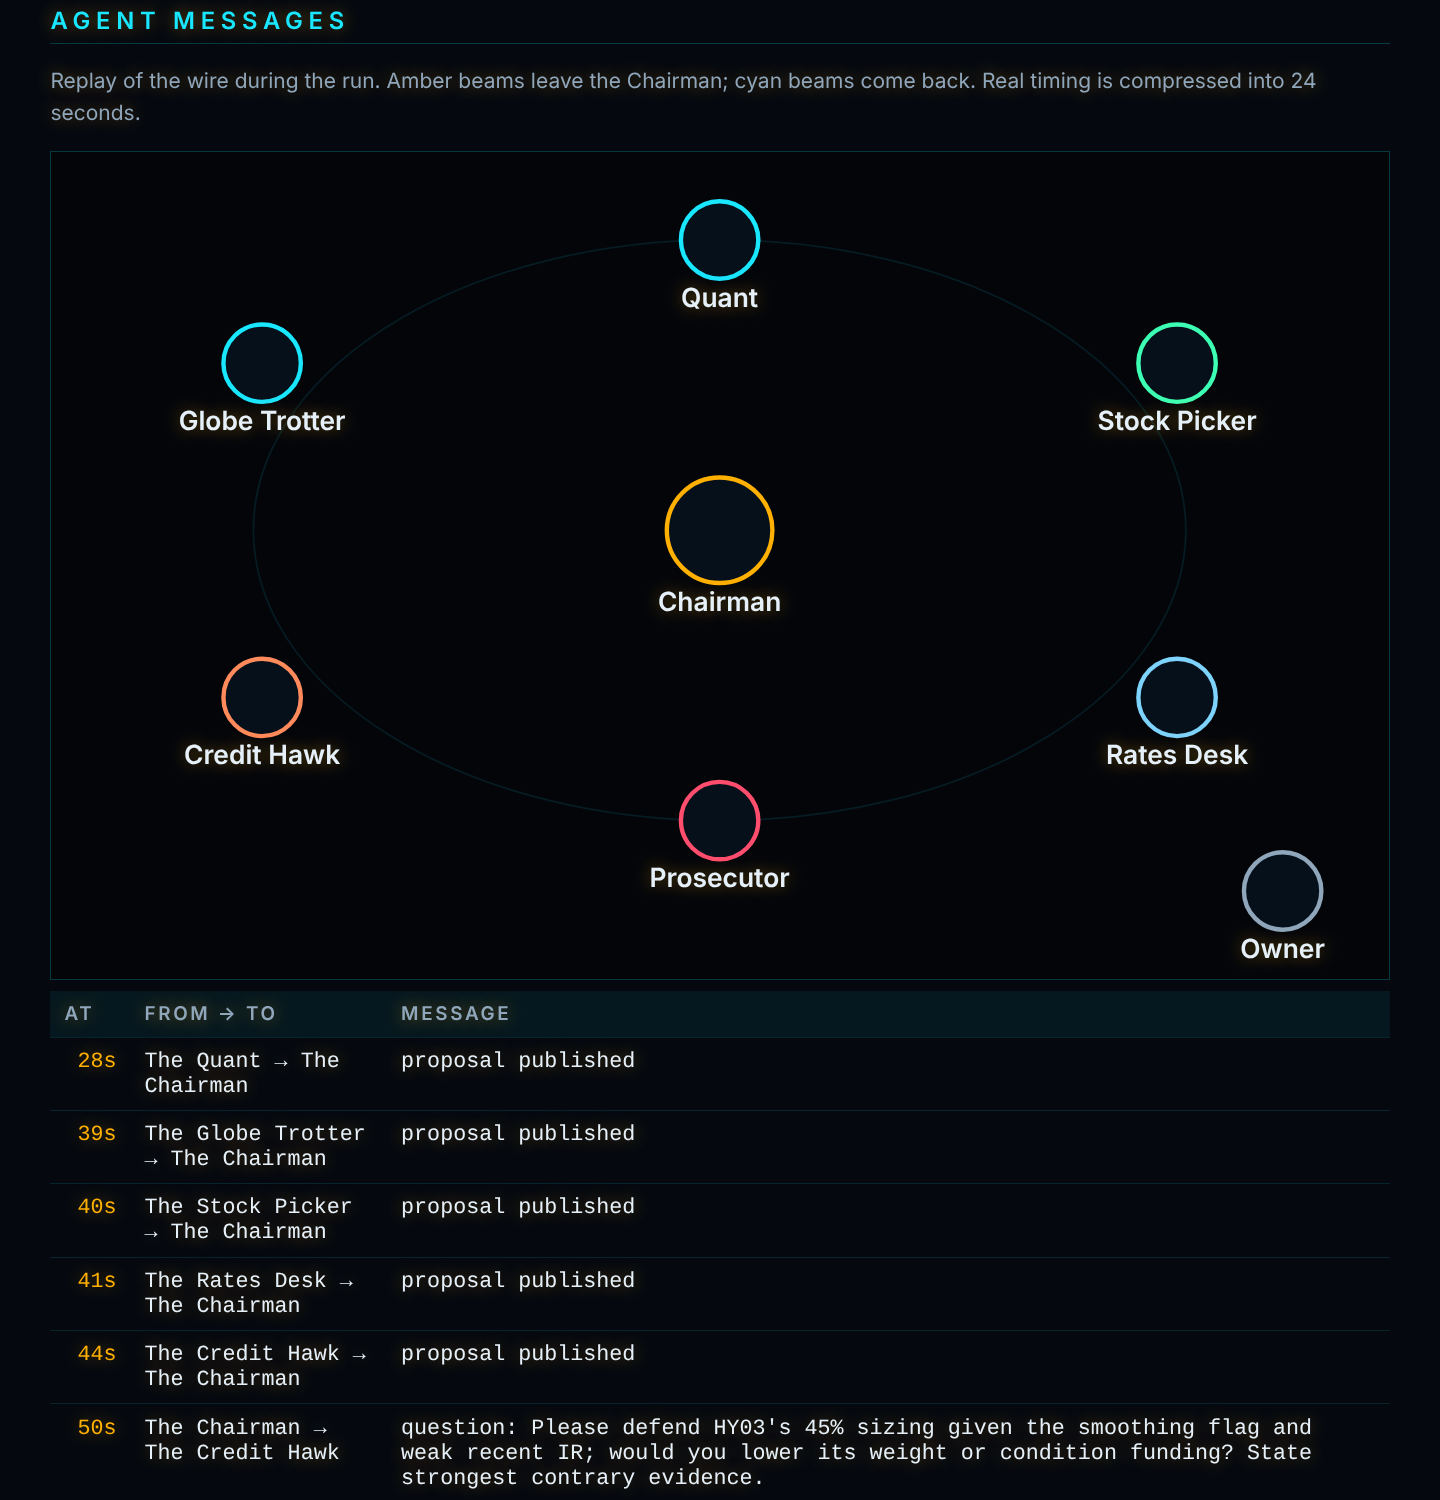 AGENT MESSAGES
Replay of the wire during the run. Amber beams leave the Chairman; cyan beams come back. Real timing is compressed into 24
seconds.
Quant
Globe Trotter
Stock Picker
Chairman
Credit Hawk
Rates Desk
Prosecutor
Owner
AT FROM → TO MESSAGE
28s The Quant → The proposal published
Chairman
39s The Globe Trotter proposal published
→ The Chairman
40s The Stock Picker proposal published
→ The Chairman
41s The Rates Desk → proposal published
The Chairman
44s The Credit Hawk → proposal published
The Chairman
50s The Chairman → question: Please defend HY03's 45% sizing given the smoothing flag and
The Credit Hawk weak recent IR; would you lower its weight or condition funding? State
strongest contrary evidence.